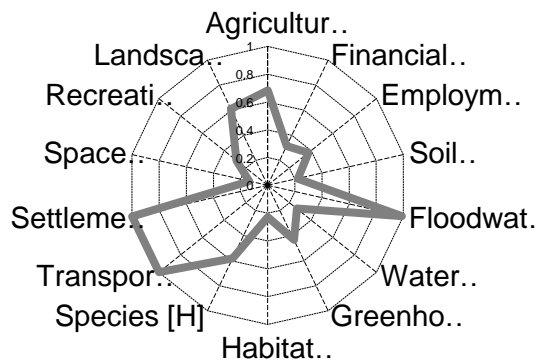 Agricultur..
Financial..
Employm..
Soil..
Floodwat..
Water..
Greenho..
Habitat..
Species [H]
Transpor..
Settleme..
Space..
Recreati..
Landsca..
1
0.8
0.6
0.4
0.2
0